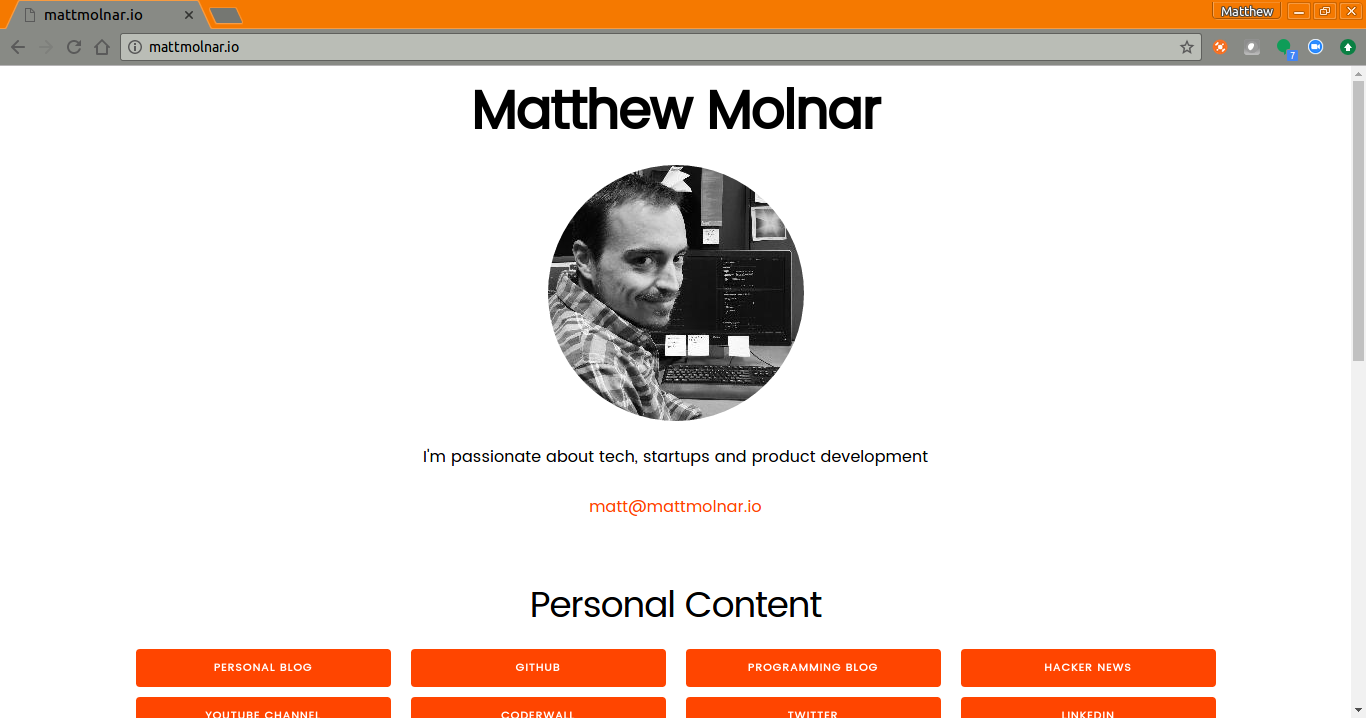 mattmolnar.io
Matthew
mattmolnar.io
7
Matthew Molnar
I'm passionate about tech, startups and product development
matt@mattmolnar.io
Personal Content
PERSONAL BLOG
GITHUB
PROGRAMMING BLOG
HACKER NEWS
YOUTUBE CHANNEL
CODERWALL
TWITTER
LINKEDIN